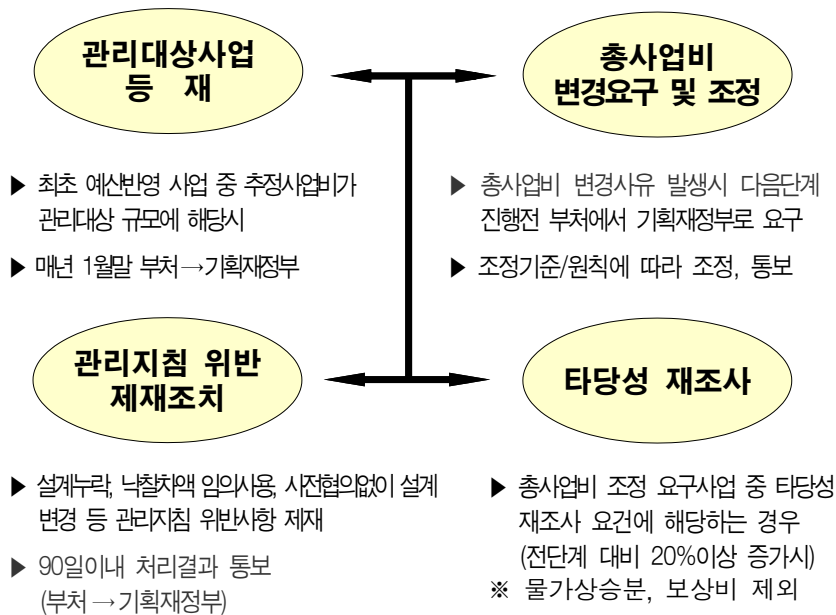 관리대상사업
등 재
총사업비
변경요구 및 조정
▶ 최초 예산반영 사업 중 추정사업비가
관리대상 규모에 해당시
▶ 매년 1월말 부처→기획재정부
▶ 총사업비 변경사유 발생시 다음단계
진행전 부처에서 기획재정부로 요구
▶ 조정기준/원칙에 따라 조정, 통보
관리지침 위반
제재조치
타당성 재조사
▶ 설계누락, 낙찰차액 임의사용, 사전협의없이 설계
변경 등 관리지침 위반사항 제재
▶ 90일이내 처리결과 통보
(부처→기획재정부)
▶ 총사업비 조정 요구사업 중 타당성
재조사 요건에 해당하는 경우
(전단계 대비 20%이상 증가시)
※ 물가상승분, 보상비 제외